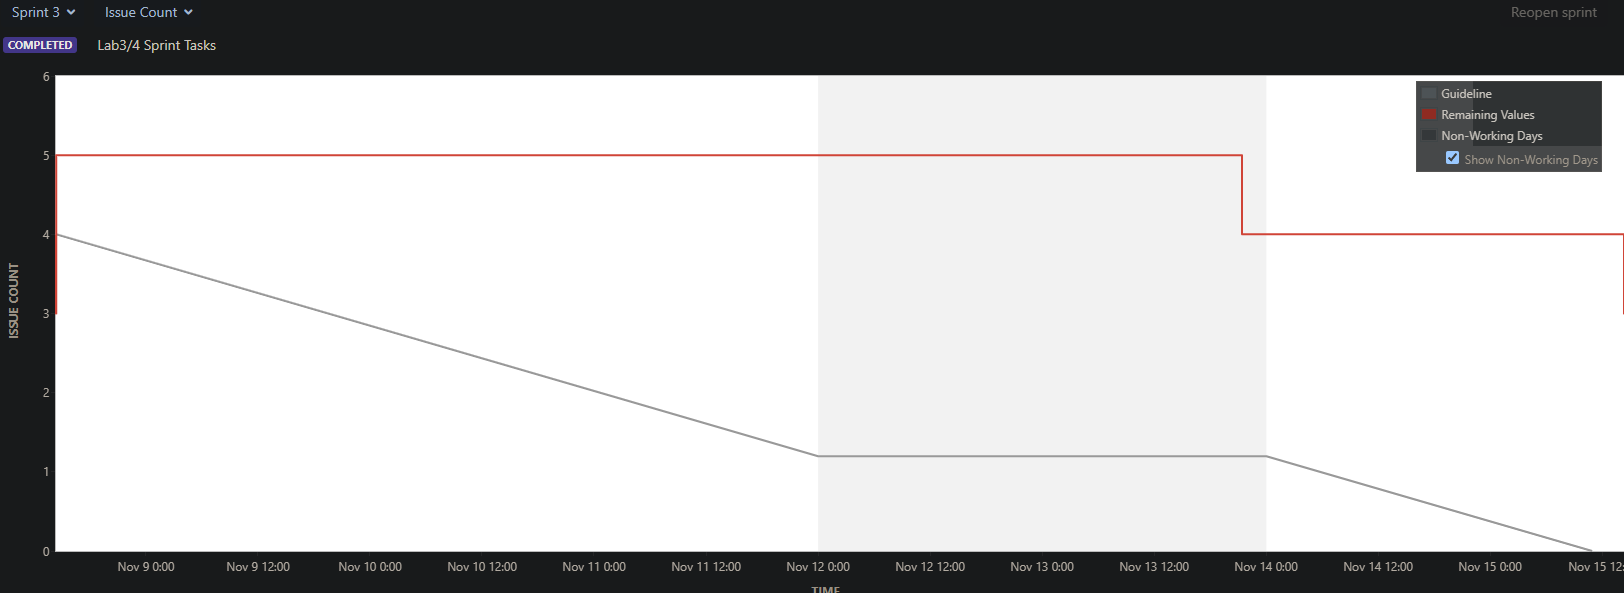 Sprint 3 Issue Count Reopen sprint
COMPLETED Lab3/4 Sprint Tasks
6
Guideline
Remaining Values
Non-Working Days
Show Non-Working Days
5
4
3
2
1
0
ISSUE COUNT
Nov 9 0:00 Nov 9 12:00 Nov 10 0:00 Nov 10 12:00 Nov 11 0:00 Nov 11 12:00 Nov 12 0:00 Nov 12 12:00 Nov 13 0:00 Nov 13 12:00 Nov 14 0:00 Nov 14 12:00 Nov 15 0:00 Nov 15 12:
TIME